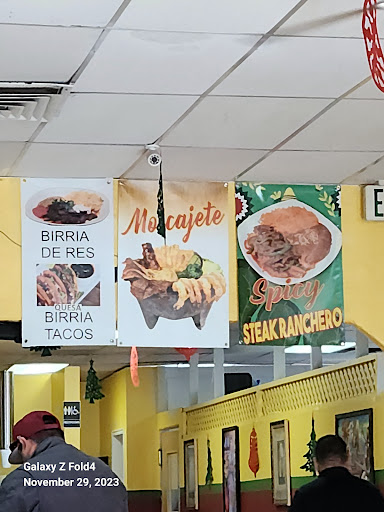 BIRRIA
DE RES
QUESA
BIRRIA
TACOS
Molcajete
Spicy
STEAK RANCHERO
E
Galaxy Z Fold4
November 29, 2023